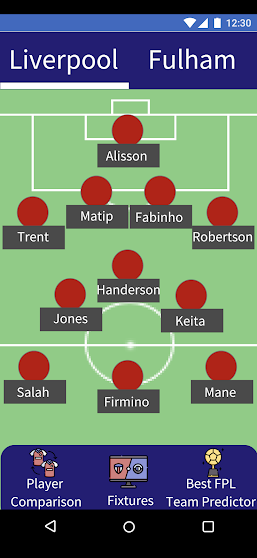 12:30
Liverpool Fulham
Alisson
Matip Fabinho
Trent Robertson
Handerson
Jones Keita
Salah Firmino Mane
Player Comparison
Fixtures
Best FPL Team Predictor